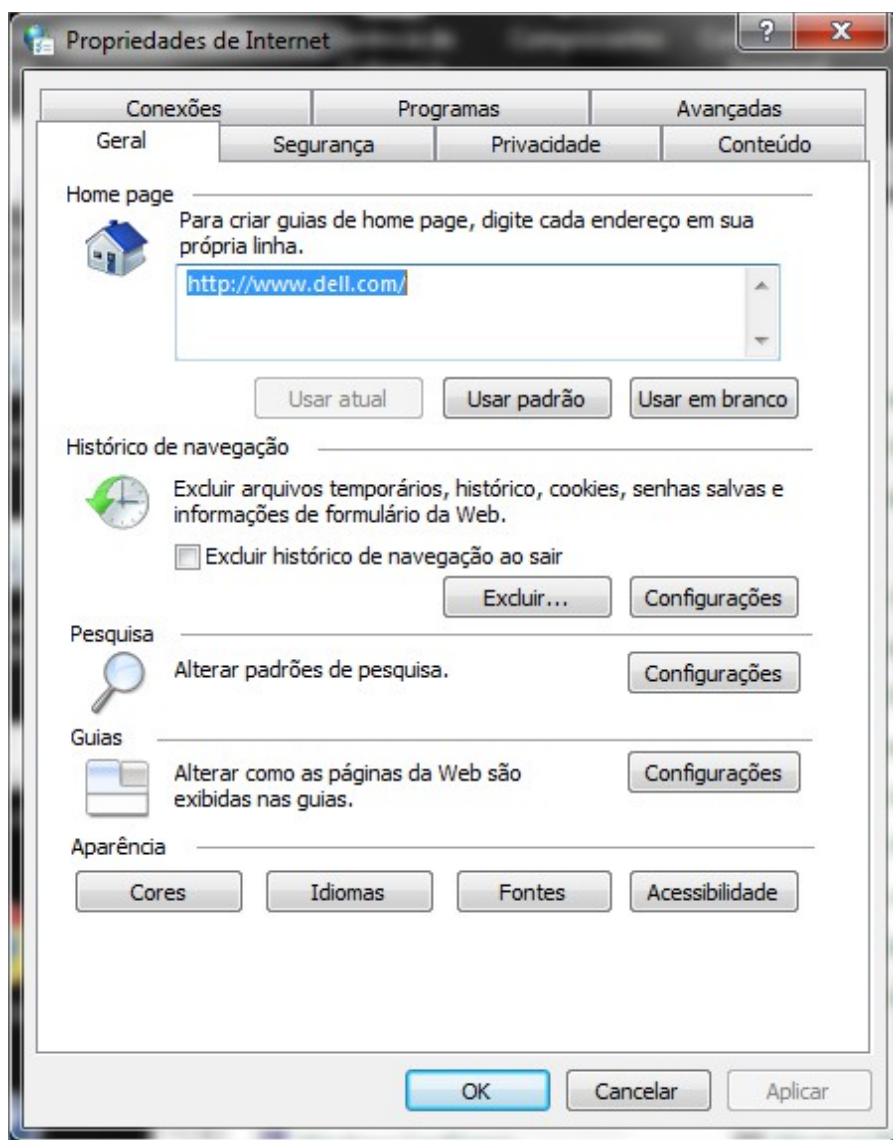 Propriedades de Internet
?
X
Conexões
Programas
Avançadas
Geral
Segurança
Privacidade
Conteúdo
Home page
Para criar guias de home page, digite cada endereço em sua
própria linha.
http://www.dell.com/
Usar atual
Usar padrão
Usar em branco
Histórico de navegação
Excluir arquivos temporários, histórico, cookies, senhas salvas e
informações de formulário da Web.
Excluir histórico de navegação ao sair
Excluir...
Configurações
Pesquisa
Alterar padrões de pesquisa.
Configurações
Guias
Alterar como as páginas da Web são
exibidas nas guias.
Configurações
Aparência
Cores
Idiomas
Fontes
Acessibilidade
OK
Cancelar
Aplicar